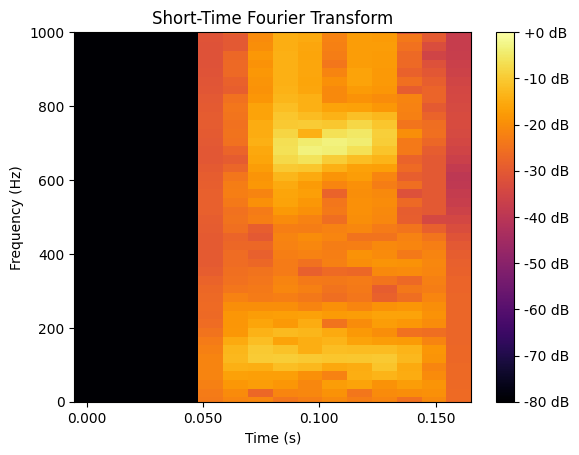 Short-Time Fourier Transform
1000
800
600
400
200
0
Frequency (Hz)
0.000
0.050
0.100
0.150
Time (s)
+0 dB
-10 dB
-20 dB
-30 dB
-40 dB
-50 dB
-60 dB
-70 dB
-80 dB